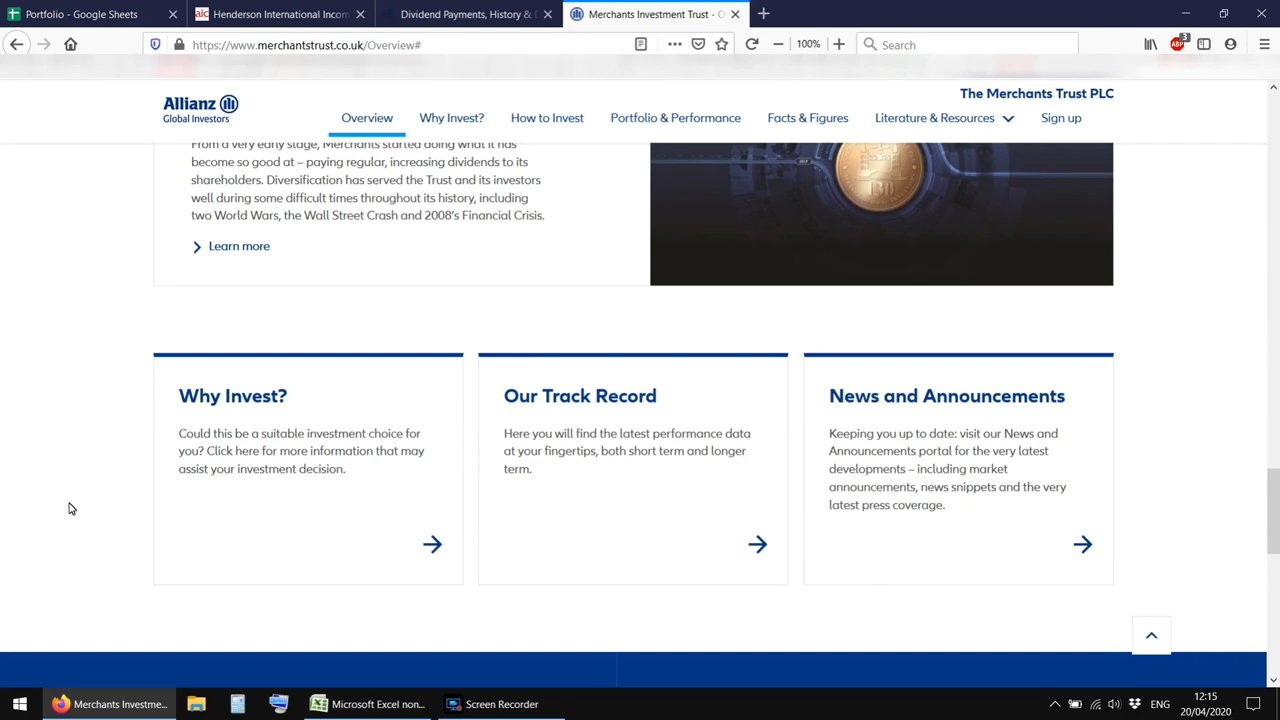 Portfolio - Google Sheets
aic
Henderson International Incom
Dividend Payments, History & D
Merchants Investment Trust - O
https://www.merchantstrust.co.uk/Overview#
100%
Search
ABP
3
Allianz
Global Investors
The Merchants Trust PLC
Overview
Why Invest?
How to Invest
Portfolio & Performance
Facts & Figures
Literature & Resources
Sign up
From a very early stage, Merchants started doing what it has
become so good at – paying regular, increasing dividends to its
shareholders. Diversification has served the Trust and its investors
well during some difficult times throughout its history, including
two World Wars, the Wall Street Crash and 2008's Financial Crisis.
Learn more
130
Why Invest?
Could this be a suitable investment choice for
you? Click here for more information that may
assist your investment decision.
Our Track Record
Here you will find the latest performance data
at your fingertips, both short term and longer
term.
News and Announcements
Keeping you up to date: visit our News and
Announcements portal for the very latest
developments – including market
announcements, news snippets and the very
latest press coverage.
Merchants Investme...
Microsoft Excel non...
Screen Recorder
ENG
12:15
20/04/2020